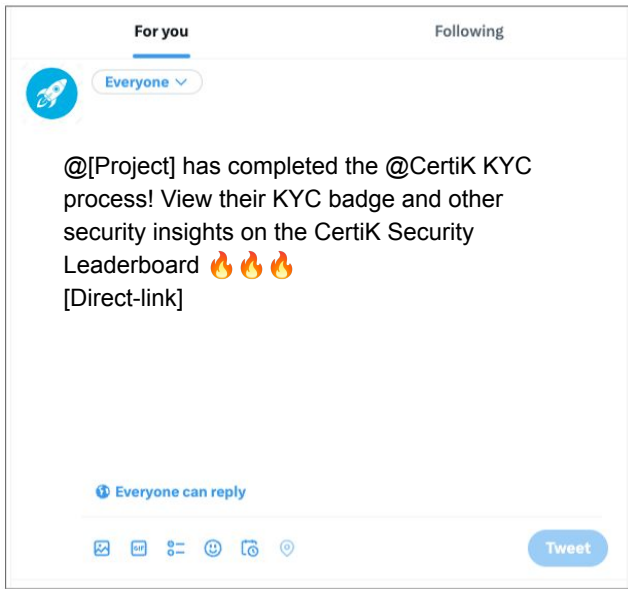 For you
Following
Everyone
@[Project] has completed the @CertiK KYC
process! View their KYC badge and other
security insights on the CertiK Security
Leaderboard 🔥🔥🔥
[Direct-link]
Everyone can reply
GIF
Tweet